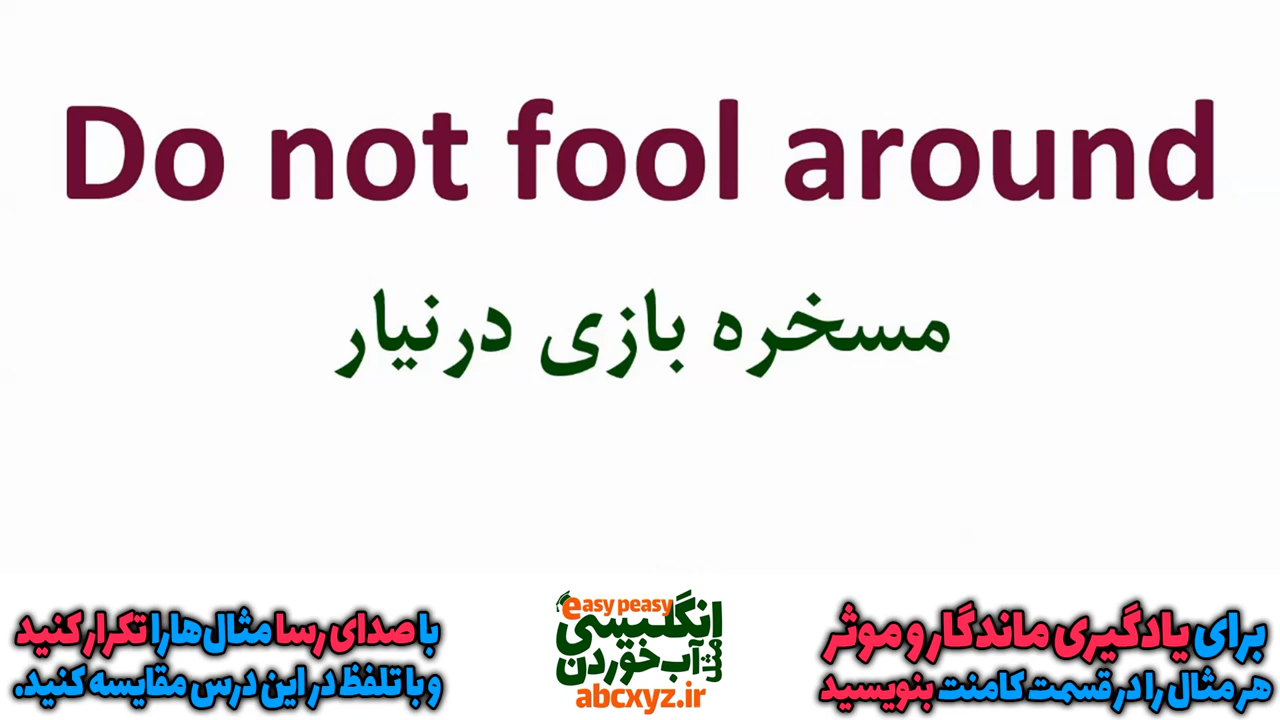 Do not fool around
مسخره بازی درنیار
برای یادگیری ماندگار و موثر
هر مثال را در قسمت کامنت بنویسید
easy peasy
انگلیسی
مثل آب خوردن
abcxyz.ir
با صدای رسا مثال‌ها را تکرار کنید
و با تلفظ در این درس مقایسه کنید.